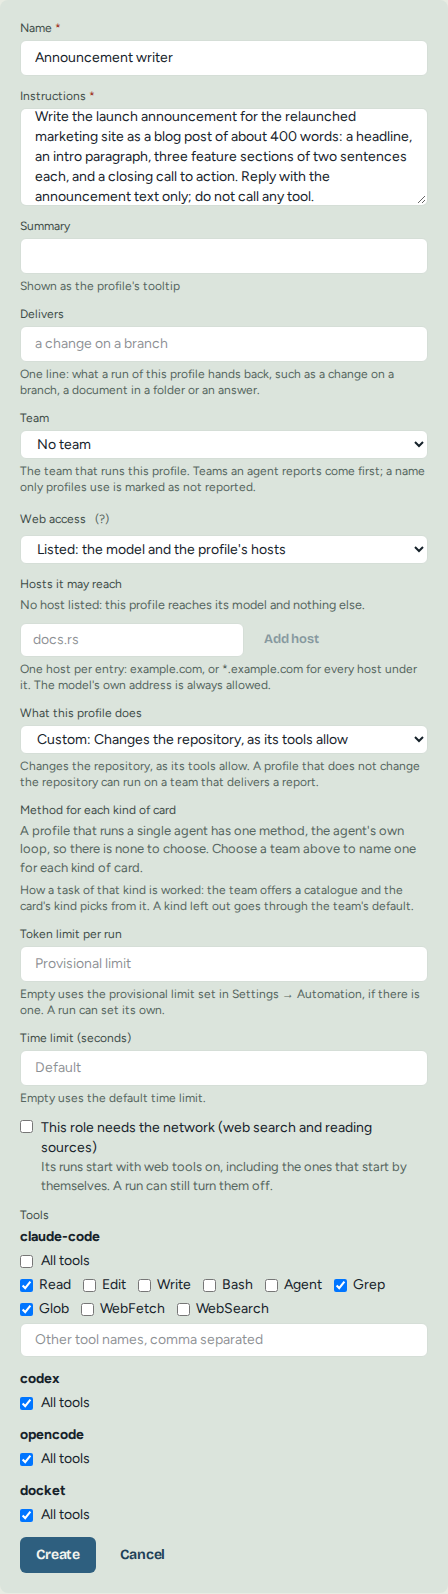 Name *
Announcement writer
Instructions *
Write the launch announcement for the relaunched
marketing site as a blog post of about 400 words: a headline,
an intro paragraph, three feature sections of two sentences
each, and a closing call to action. Reply with the
announcement text only; do not call any tool.
Summary
Shown as the profile's tooltip
Delivers
a change on a branch
One line: what a run of this profile hands back, such as a change on a
branch, a document in a folder or an answer.
Team
No team
The team that runs this profile. Teams an agent reports come first; a name
only profiles use is marked as not reported.
Web access (?)
Listed: the model and the profile's hosts
Hosts it may reach
No host listed: this profile reaches its model and nothing else.
docs.rs Add host
One host per entry: example.com, or *.example.com for every host under
it. The model's own address is always allowed.
What this profile does
Custom: Changes the repository, as its tools allow
Changes the repository, as its tools allow. A profile that does not change
the repository can run on a team that delivers a report.
Method for each kind of card
A profile that runs a single agent has one method, the agent's own
loop, so there is none to choose. Choose a team above to name one
for each kind of card.
How a task of that kind is worked: the team offers a catalogue and the
card's kind picks from it. A kind left out goes through the team's default.
Token limit per run
Provisional limit
Empty uses the provisional limit set in Settings → Automation, if there is
one. A run can set its own.
Time limit (seconds)
Default
Empty uses the default time limit.
This role needs the network (web search and reading
sources)
Its runs start with web tools on, including the ones that start by
themselves. A run can still turn them off.
Tools
claude-code
All tools
Read Edit Write Bash Agent Grep
Glob WebFetch WebSearch
Other tool names, comma separated
codex
All tools
opencode
All tools
docket
All tools
Create Cancel